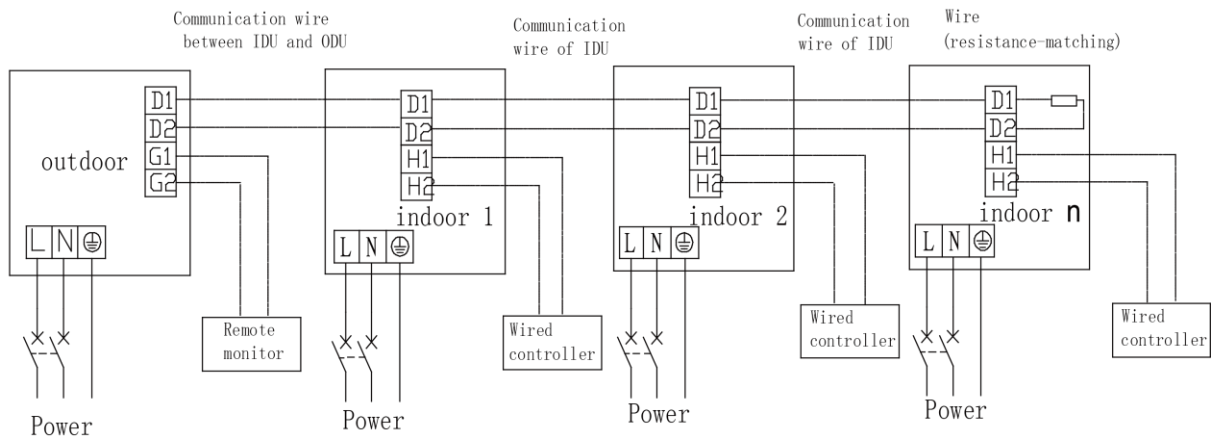 Communication wire
between IDU and ODU
Communication
wire of IDU
Communication
wire of IDU
Wire
(resistance-matching)
D1
D2
G1
G2
outdoor
L N
D1
D2
H1
H2
indoor 1
L N
D1
D2
H1
H2
indoor 2
L N
D1
D2
H1
H2
indoor n
L N
Remote
monitor
Wired
controller
Wired
controller
Wired
controller
Power
Power
Power
Power